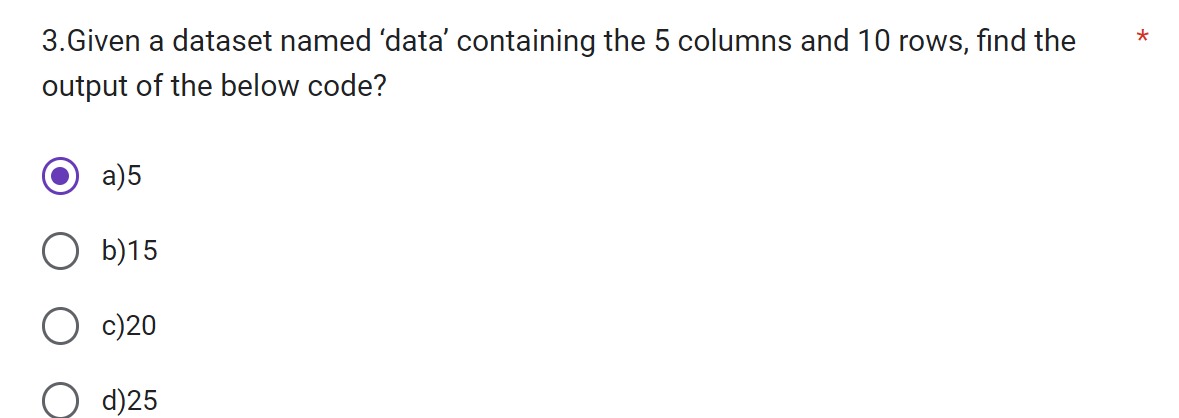 3.Given a dataset named ‘data’ containing the 5 columns and 10 rows, find the *
output of the below code?
a)5
b)15
c)20
d)25